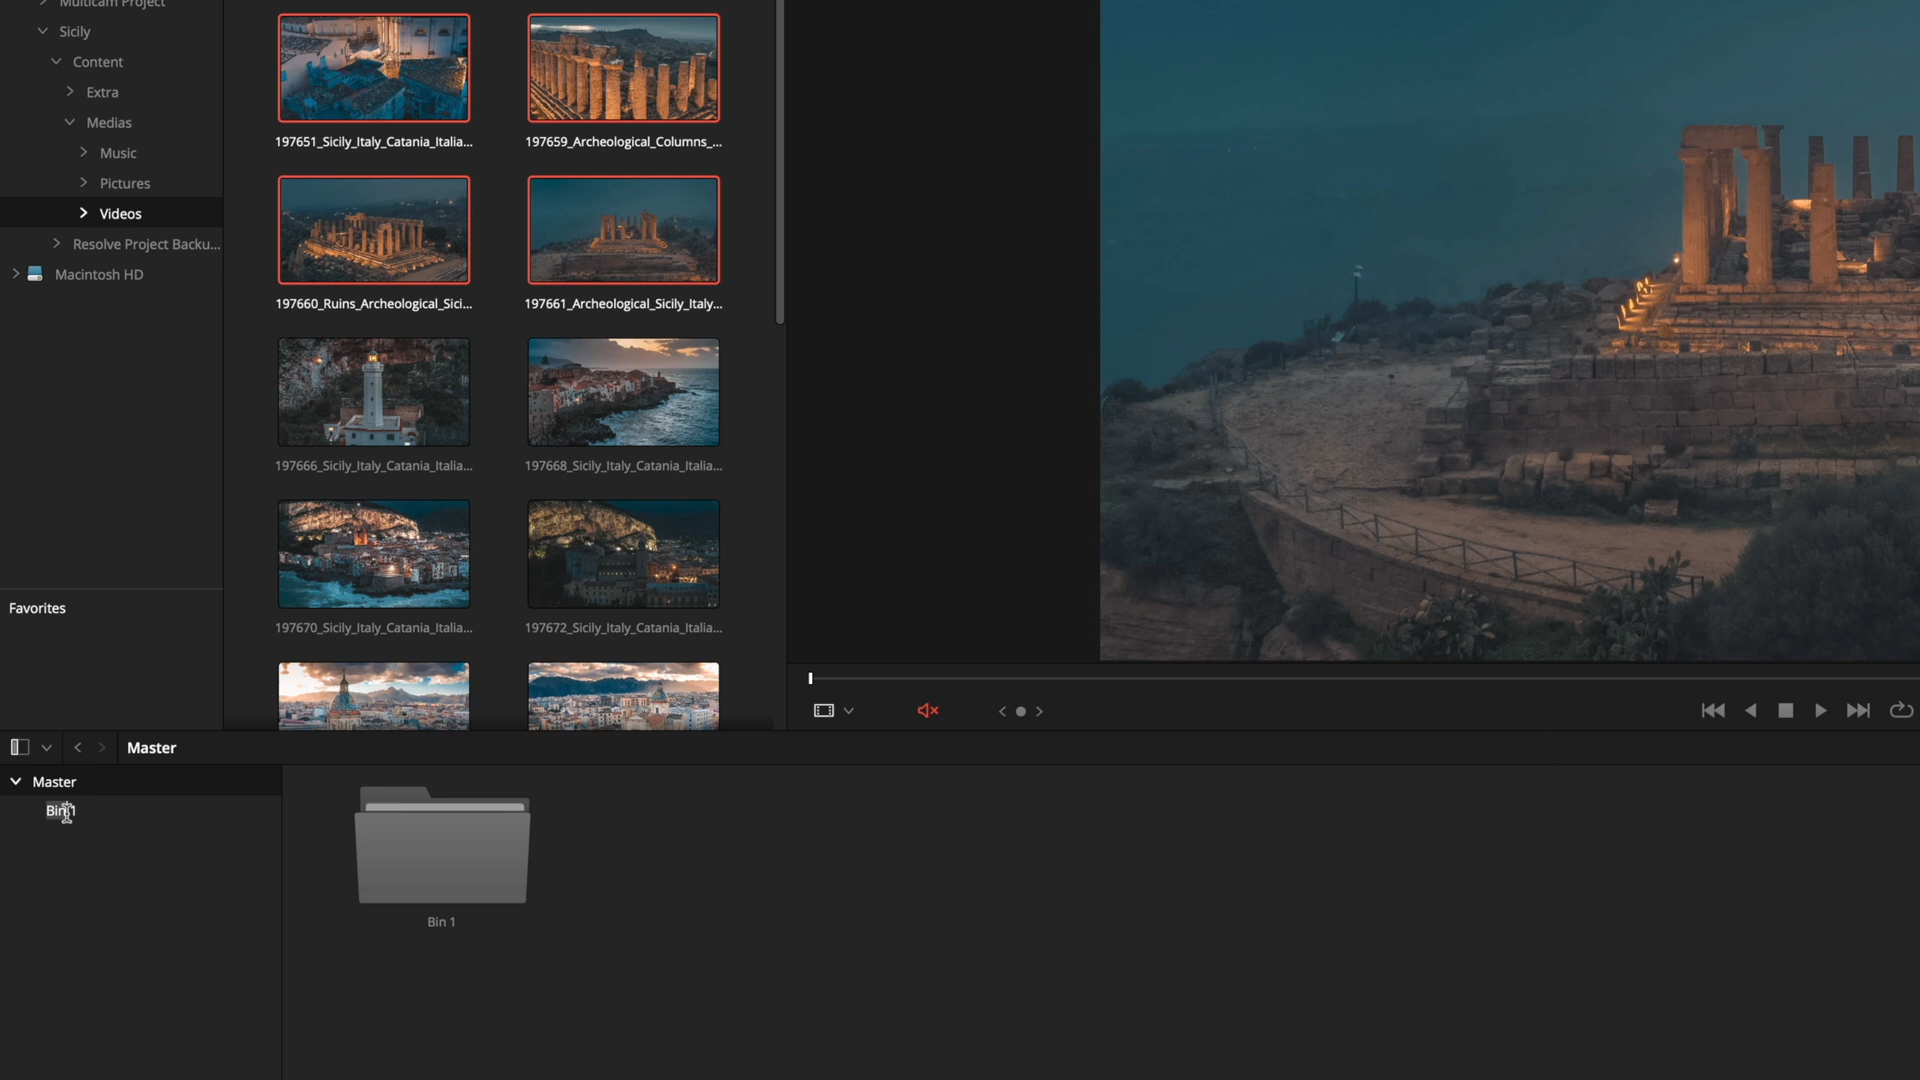 Multicam Project
Sicily
Content
Extra
Medias
Music
Pictures
Videos
Resolve Project Backu...
Macintosh HD
Favorites
197651_Sicily_Italy_Catania_Italia...
197659_Archeological_Columns_...
197660_Ruins_Archeological_Sici...
197661_Archeological_Sicily_Italy...
197666_Sicily_Italy_Catania_Italia...
197668_Sicily_Italy_Catania_Italia...
197670_Sicily_Italy_Catania_Italia...
197672_Sicily_Italy_Catania_Italia...
Master
Master
Bin 1
Bin 1